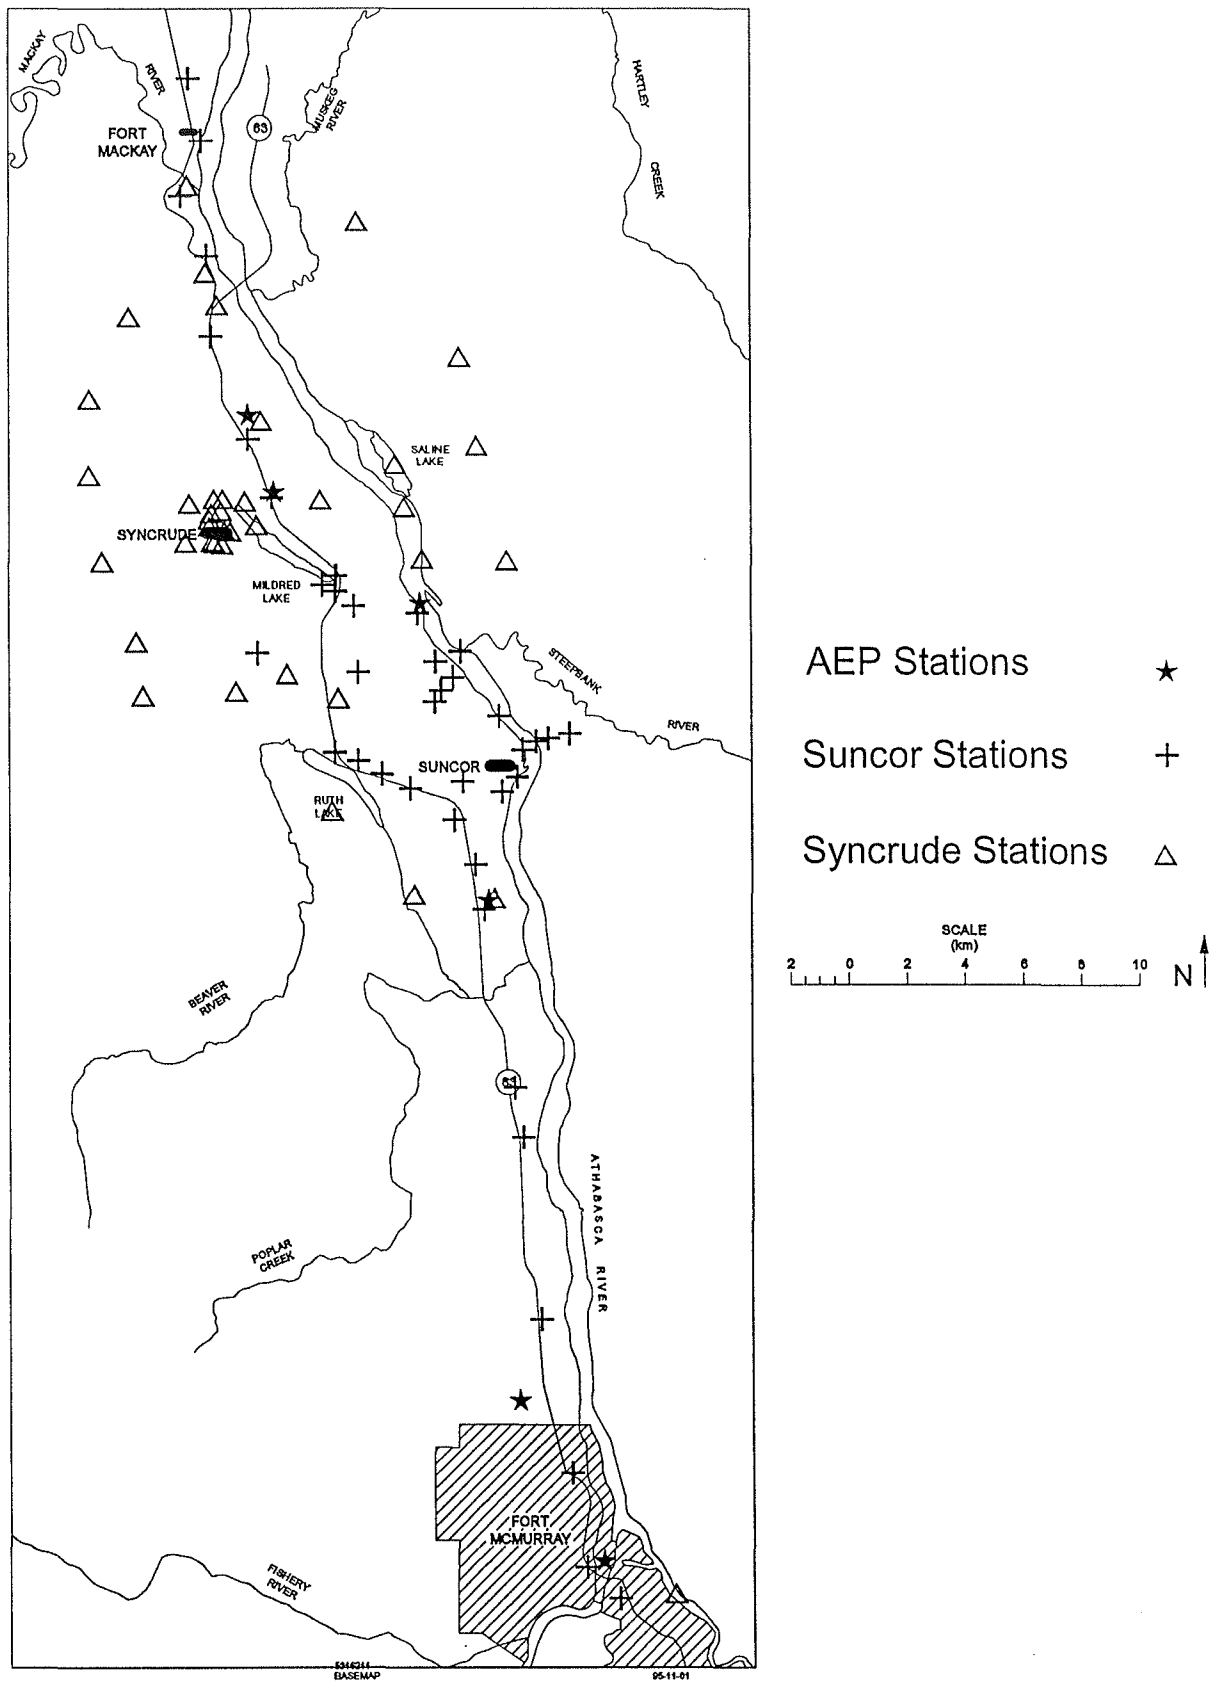 MACKAY
RIVER
MUSKEG
RIVER
63
HARTLEY
CREEK
FORT
MACKAY
SALINE
LAKE
SYNCRUDE
MILDRED
LAKE
STEEPBANK
RIVER
SUNCOR
RUTH
LAKE
BEAVER
RIVER
63
ATHABASCA RIVER
POPLAR
CREEK
FORT
MCMURRAY
FISHERY
RIVER
BASEMAP
95-11-01
AEP Stations
Suncor Stations
Syncrude Stations
SCALE
(km)
2 0 2 4 6 8 10
N